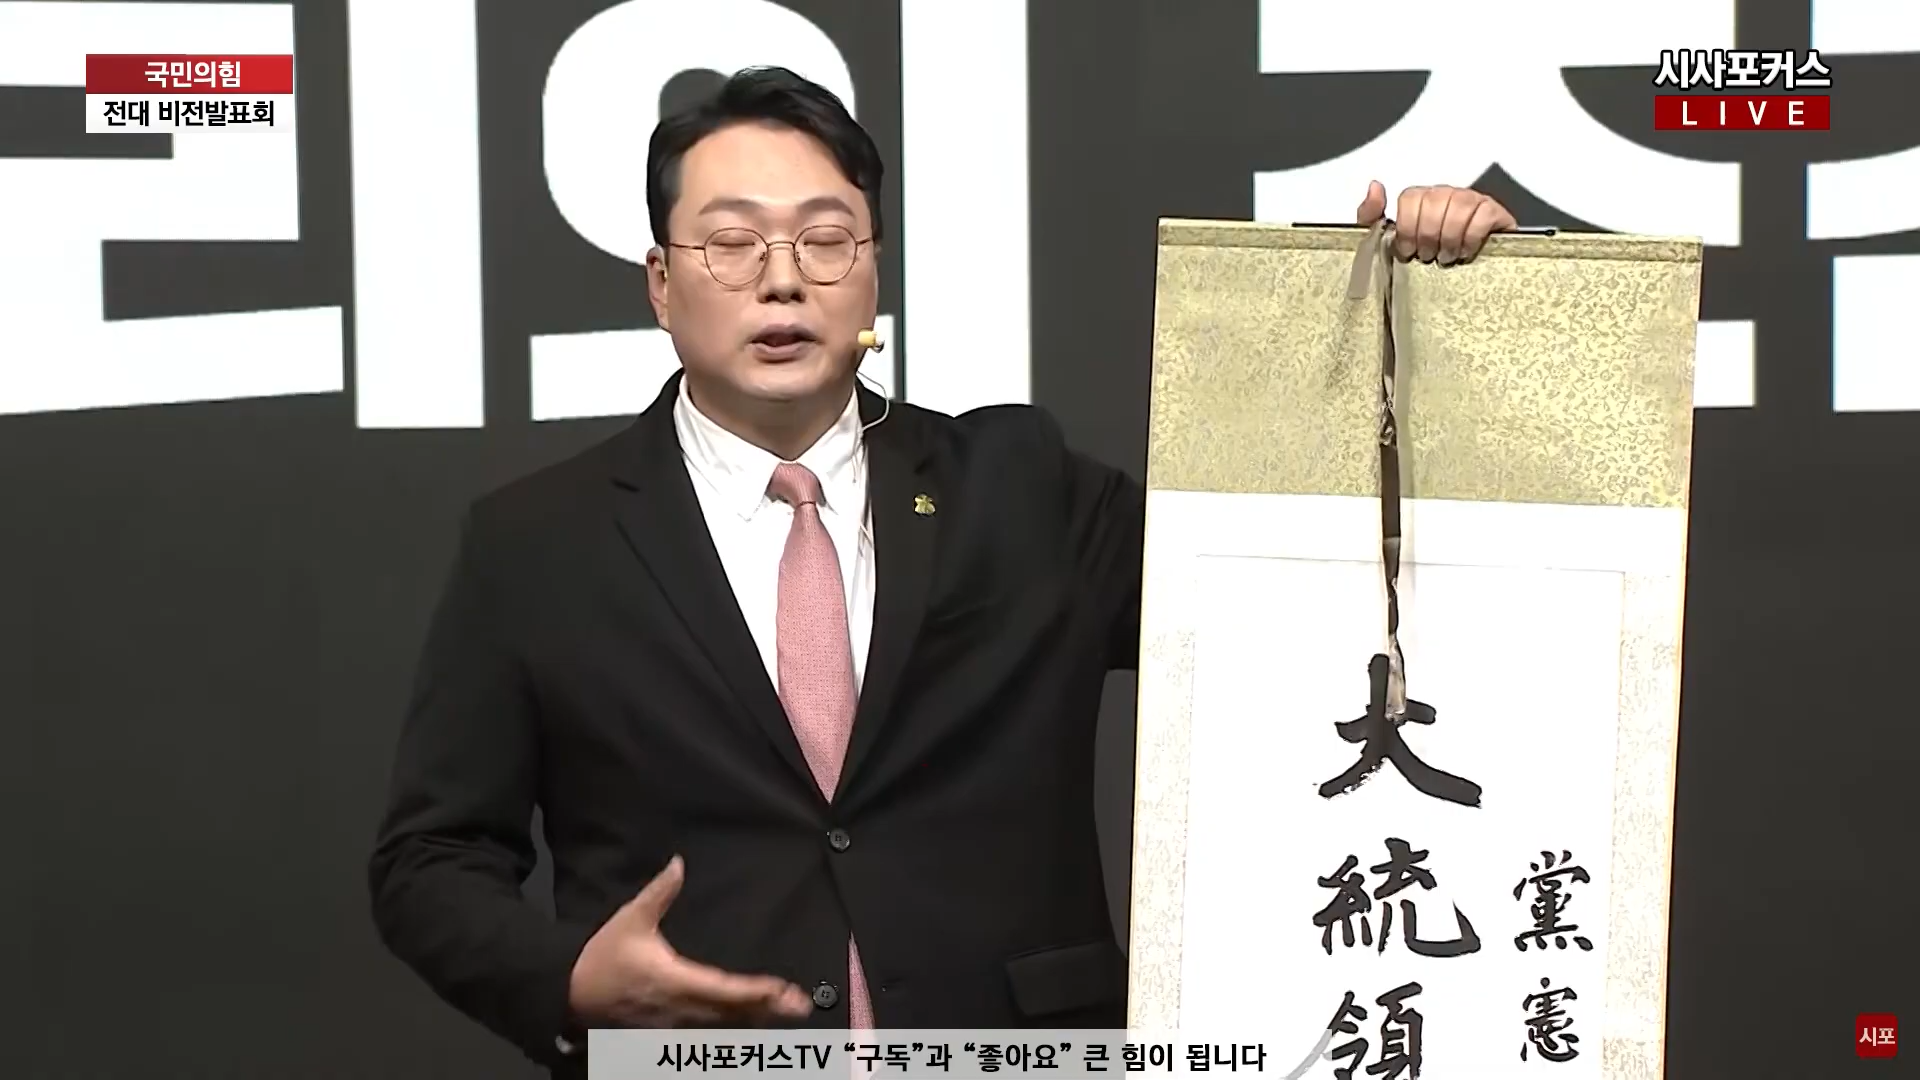 국민의힘
전대 비전발표회
시사포커스
LIVE
黨憲
大統領
시포
시사포커스TV “구독”과 “좋아요” 큰 힘이 됩니다